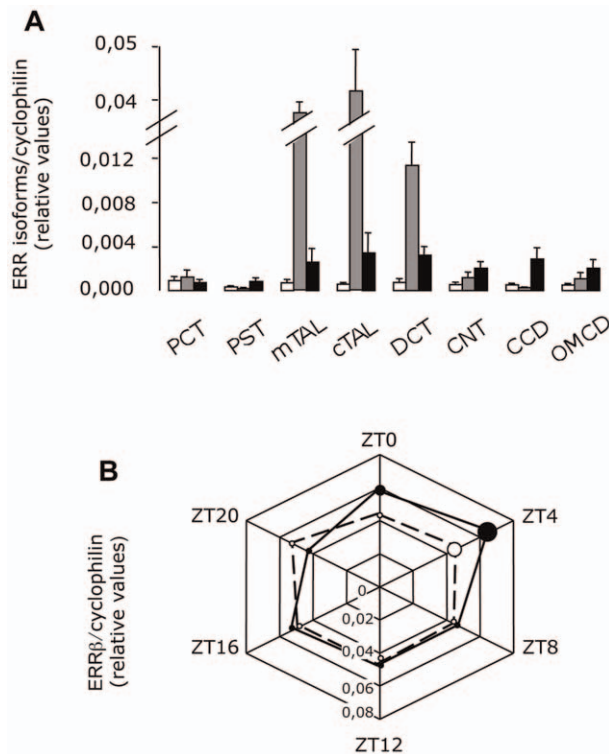 A
ERR isoforms/cyclophilin
(relative values)
0,05
0,04
0,012
0,008
0,004
0,000
PCT
PST
mTAL
cTAL
DCT
CNT
CCD
OMCD
B
ERRβ/cyclophilin
(relative values)
ZT0
ZT4
ZT8
ZT12
ZT16
ZT20
0
0,02
0,04
0,06
0,08